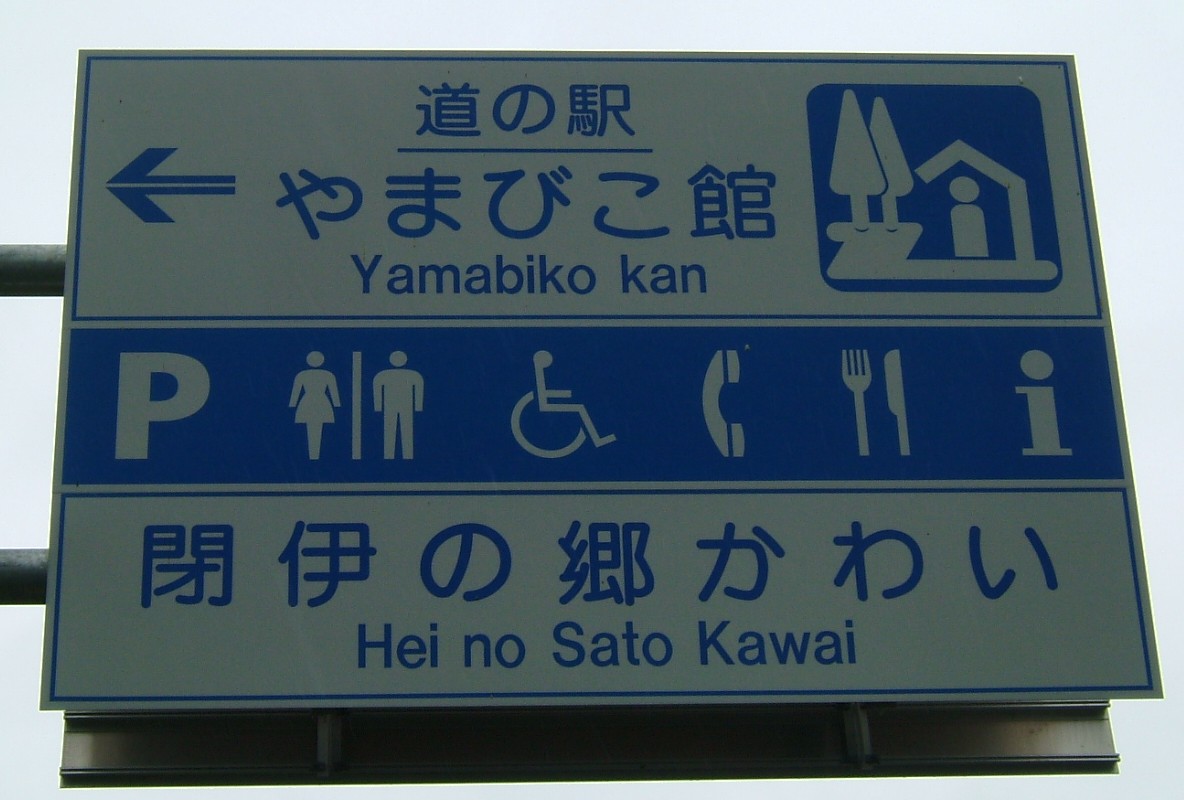 道の駅
やまびこ館
Yamabiko kan
P
i
閉伊の郷かわい
Hei no Sato Kawai